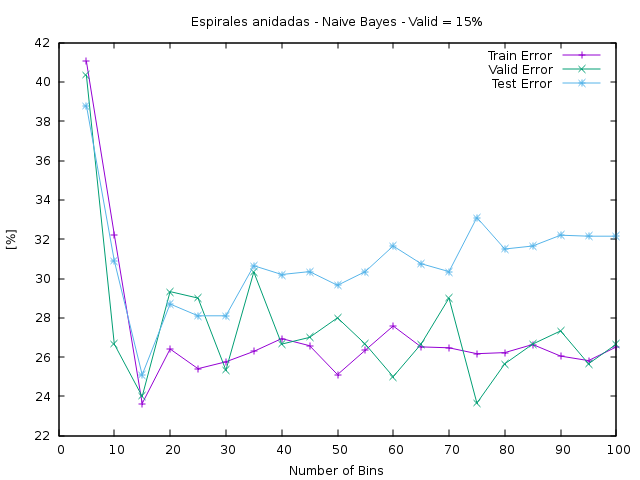 Espirales anidadas - Naive Bayes - Valid = 15%
42
40
38
36
34
32
30
28
26
24
22
[%]
Train Error
Valid Error
Test Error
0 10 20 30 40 50 60 70 80 90 100
Number of Bins